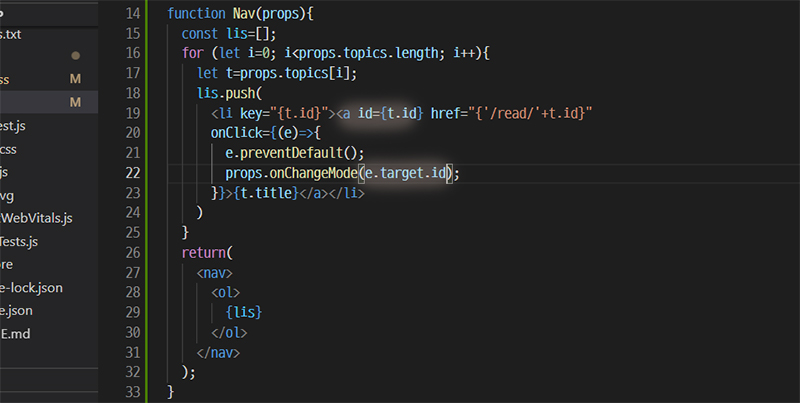 s.txt
ss M
M
est.js
css
js
vg
WebVitals.js
Tests.js
ore
e-lock.json
e.json
E.md
14 function Nav(props){
15   const lis=[];
16   for (let i=0; i<props.topics.length; i++){
17     let t=props.topics[i];
18     lis.push(
19       <li key="{t.id}"><a id={t.id} href="{'/read/'+t.id}"
20       onClick={(e)=>{
21         e.preventDefault();
22         props.onChangeMode(e.target.id);
23       }}>{t.title}</a></li>
24     )
25   }
26   return(
27     <nav>
28       <ol>
29         {lis}
30       </ol>
31     </nav>
32   );
33 }